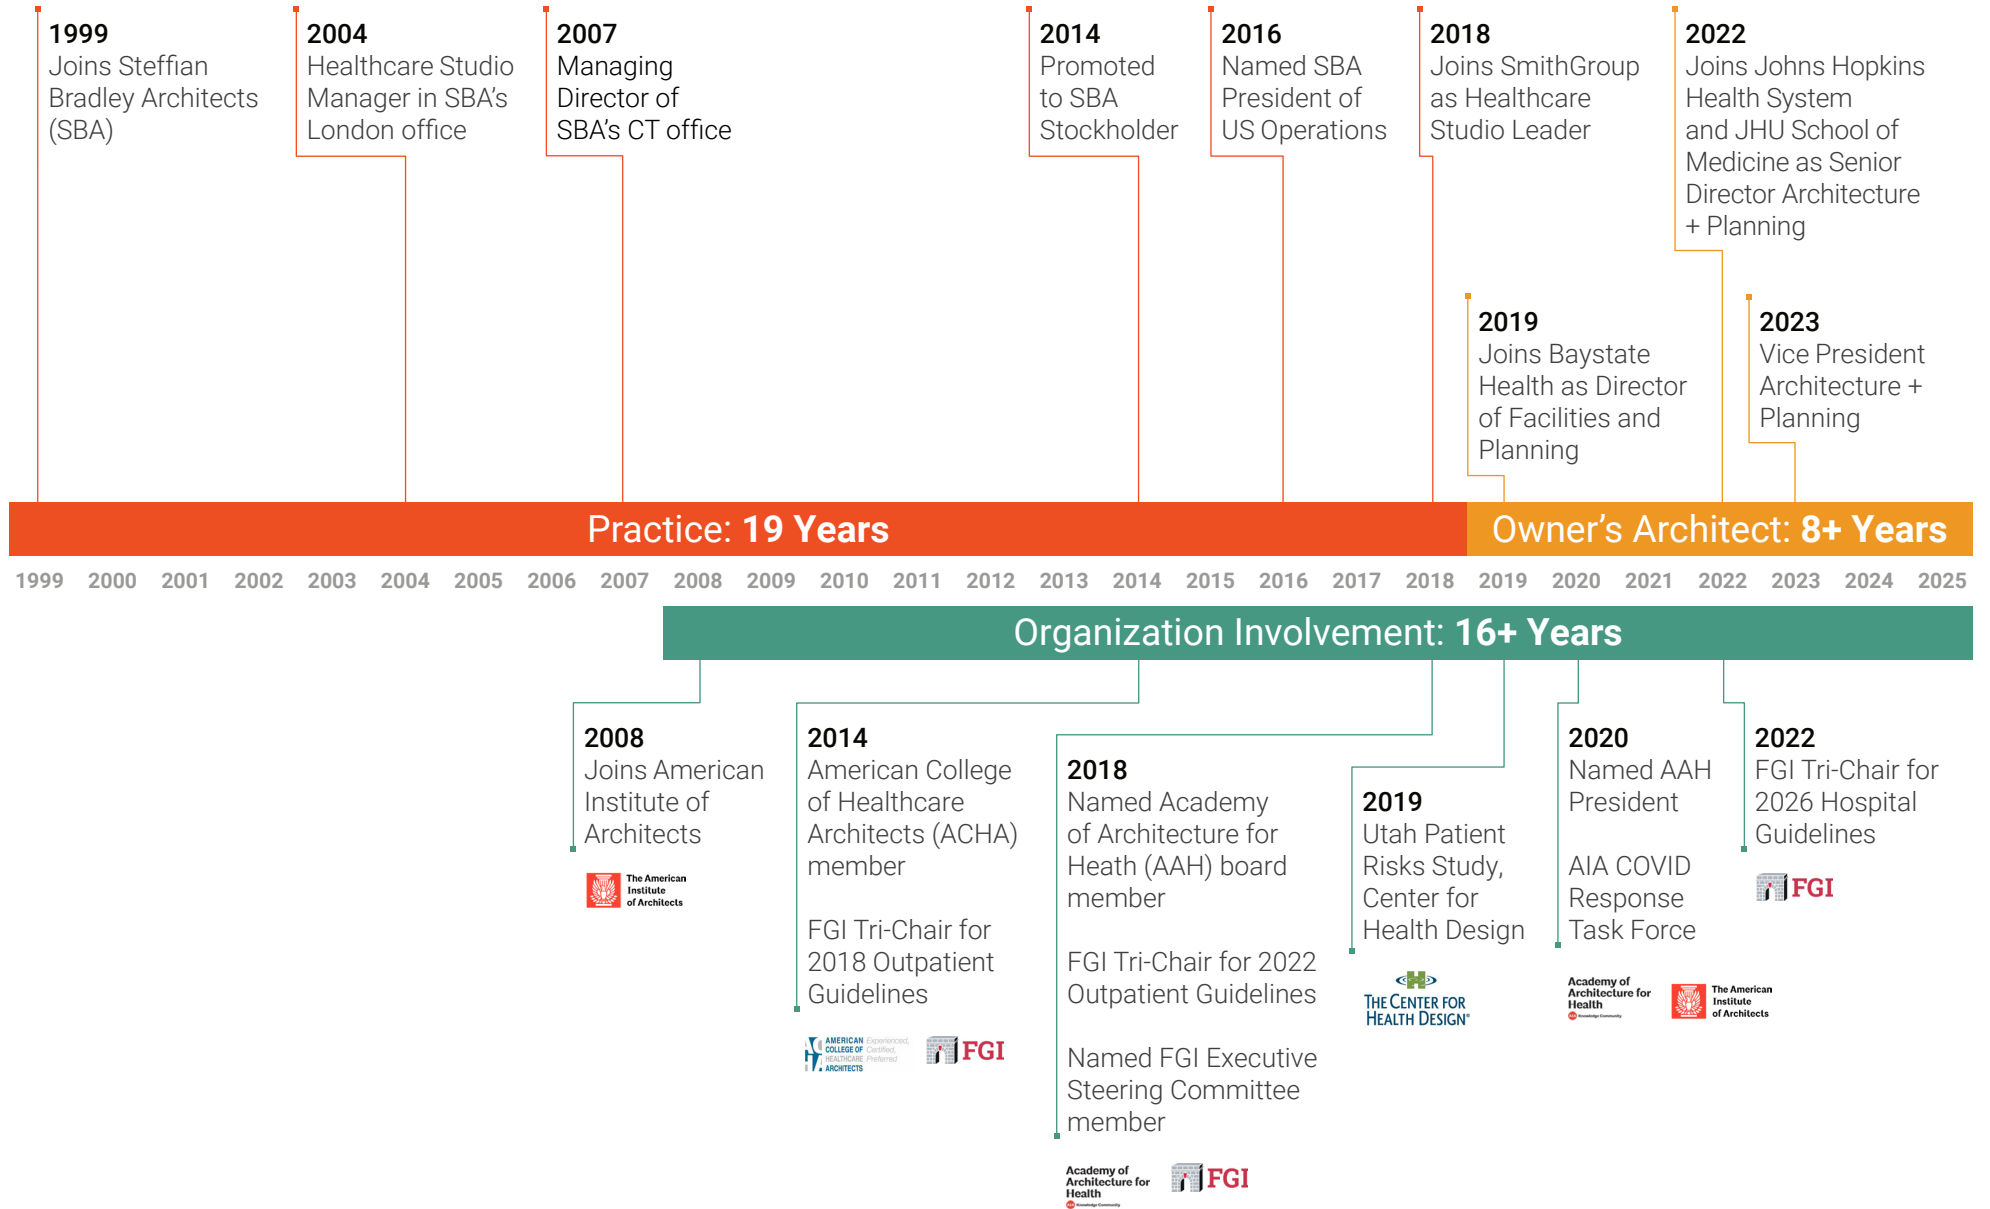 1999
Joins Steffian
Bradley Architects
(SBA)
2004
Healthcare Studio
Manager in SBA’s
London office
2007
Managing
Director of
SBA’s CT office
2014
Promoted
to SBA
Stockholder
2016
Named SBA
President of
US Operations
2018
Joins SmithGroup
as Healthcare
Studio Leader
2022
Joins Johns Hopkins
Health System
and JHU School of
Medicine as Senior
Director Architecture
+ Planning
2019
Joins Baystate
Health as Director
of Facilities and
Planning
2023
Vice President
Architecture +
Planning
Practice: 19 Years
Owner’s Architect: 8+ Years
1999 2000 2001 2002 2003 2004 2005 2006 2007 2008 2009 2010 2011 2012 2013 2014 2015 2016 2017 2018 2019 2020 2021 2022 2023 2024 2025
Organization Involvement: 16+ Years
2008
Joins American
Institute of
Architects
The American
Institute
of Architects
2014
American College
of Healthcare
Architects (ACHA)
member
FGI Tri-Chair for
2018 Outpatient
Guidelines
AMERICAN
COLLEGE OF
HEALTHCARE
ARCHITECTS
Experienced,
Certified,
Preferred
FGI
2018
Named Academy
of Architecture for
Heath (AAH) board
member
FGI Tri-Chair for 2022
Outpatient Guidelines
Named FGI Executive
Steering Committee
member
Academy of
Architecture for
Health
AIA Knowledge Community
FGI
2019
Utah Patient
Risks Study,
Center for
Health Design
THE CENTER FOR
HEALTH DESIGN®
2020
Named AAH
President
AIA COVID
Response
Task Force
Academy of
Architecture for
Health
AIA Knowledge Community
The American
Institute
of Architects
2022
FGI Tri-Chair for
2026 Hospital
Guidelines
FGI